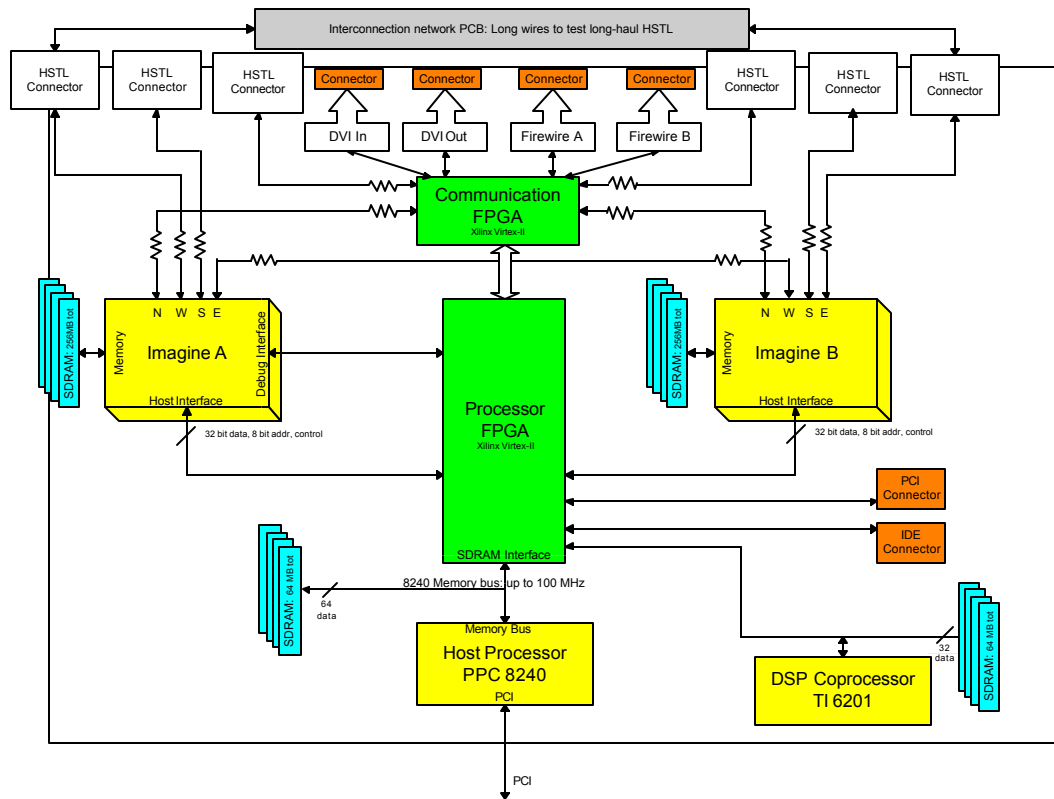 Interconnection network PCB: Long wires to test long-haul HSTL
HSTL
Connector
HSTL
Connector
HSTL
Connector
Connector
Connector
Connector
Connector
HSTL
Connector
HSTL
Connector
HSTL
Connector
DVI In
DVI Out
Firewire A
Firewire B
Communication
FPGA
Xilinx Virtex-II
SDRAM: 256MB tot
N W S E
Memory
Imagine A
Debug Interface
Host Interface
32 bit data, 8 bit addr, control
Processor
FPGA
Xilinx Virtex-II
SDRAM Interface
SDRAM: 256MB tot
N W S E
Memory
Imagine B
Host Interface
32 bit data, 8 bit addr, control
PCI
Connector
IDE
Connector
8240 Memory bus: up to 100 MHz
SDRAM: 64 MB tot
64
data
Memory Bus
Host Processor
PPC 8240
PCI
DSP Coprocessor
TI 6201
32
data
SDRAM: 64 MB tot
PCI